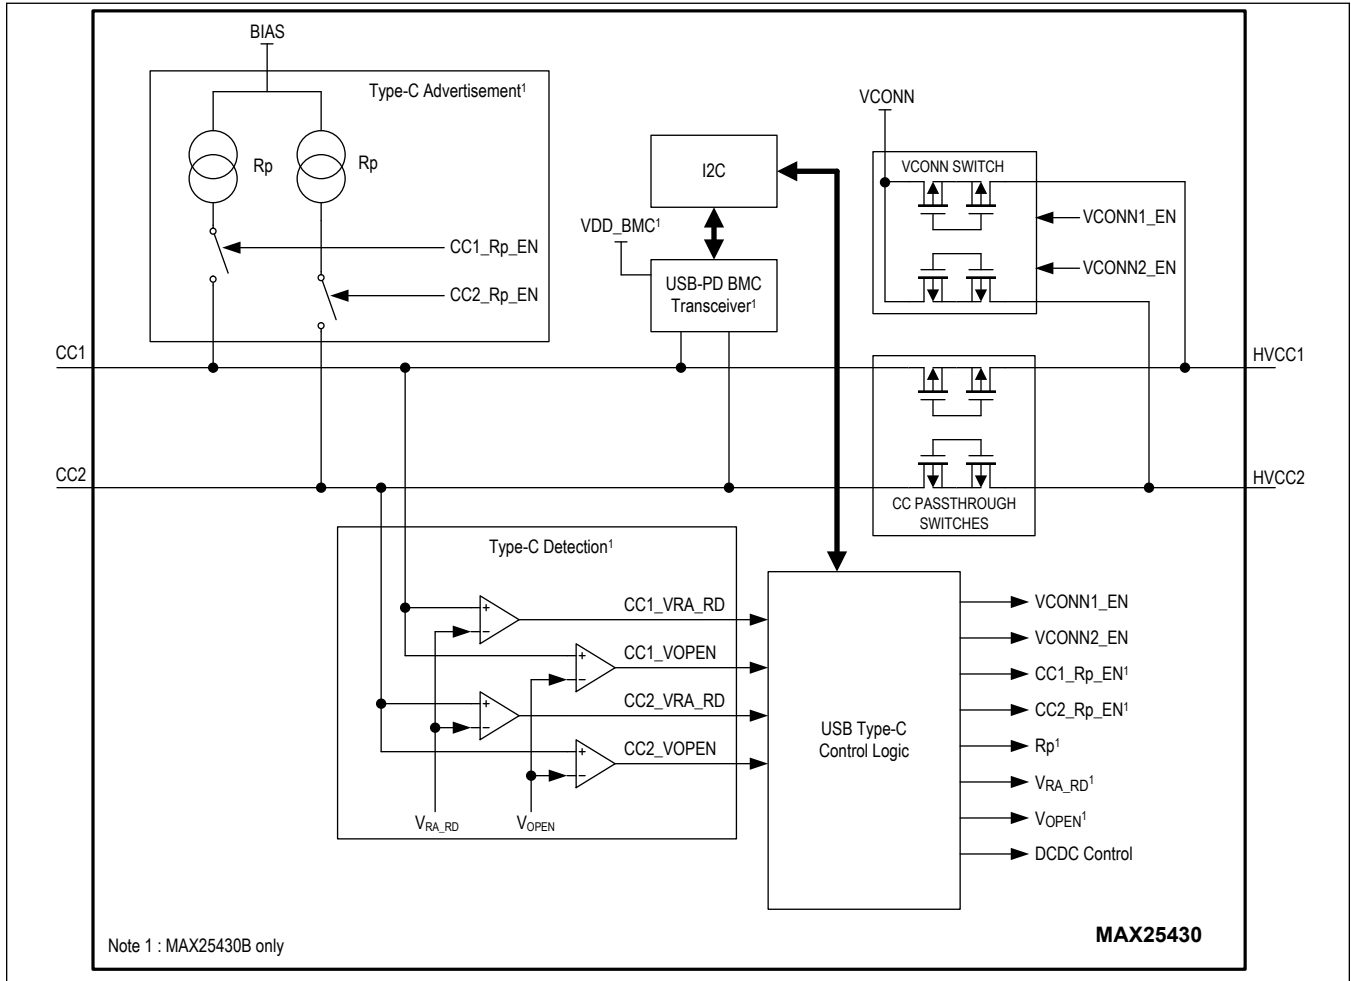 BIAS
Type-C Advertisement¹
Rp
Rp
CC1_Rp_EN
CC2_Rp_EN
I2C
VDD_BMC¹
USB-PD BMC
Transceiver¹
VCONN
VCONN SWITCH
VCONN1_EN
VCONN2_EN
CC1
HVCC1
CC2
HVCC2
CC PASSTHROUGH
SWITCHES
Type-C Detection¹
+
−
CC1_VRA_RD
+
−
CC1_VOPEN
+
−
CC2_VRA_RD
+
−
CC2_VOPEN
VRA_RD
VOPEN
USB Type-C
Control Logic
VCONN1_EN
VCONN2_EN
CC1_Rp_EN¹
CC2_Rp_EN¹
Rp¹
VRA_RD¹
VOPEN¹
DCDC Control
Note 1 : MAX25430B only
MAX25430